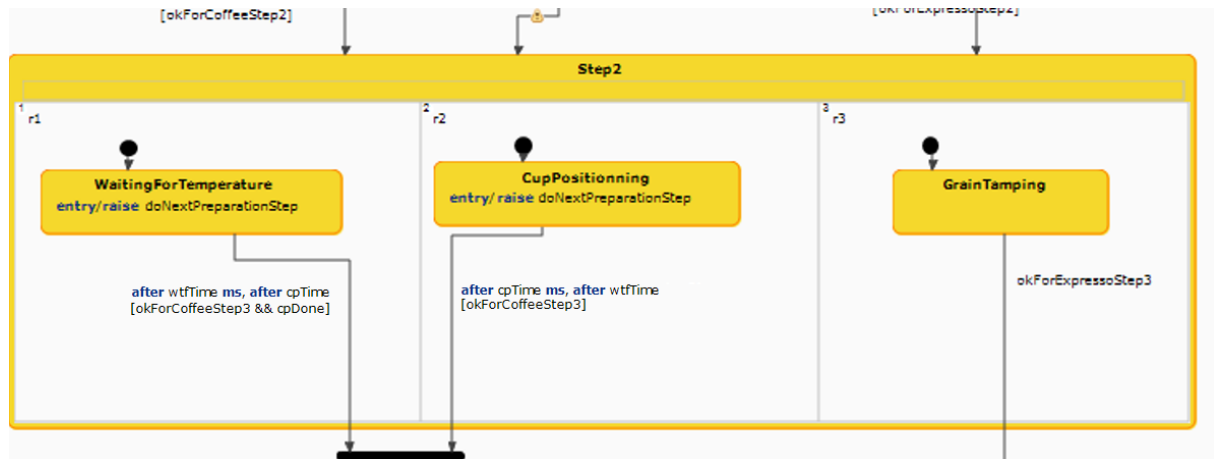 [okForCoffeeStep2]
[okForExpressoStep2]
Step2
1
r1
2
r2
3
r3
WaitingForTemperature
entry/raise doNextPreparationStep
CupPositionning
entry/raise doNextPreparationStep
GrainTamping
after wtfTime ms, after cpTime
[okForCoffeeStep3 && cpDone]
after cpTime ms, after wtfTime
[okForCoffeeStep3]
okForExpressoStep3